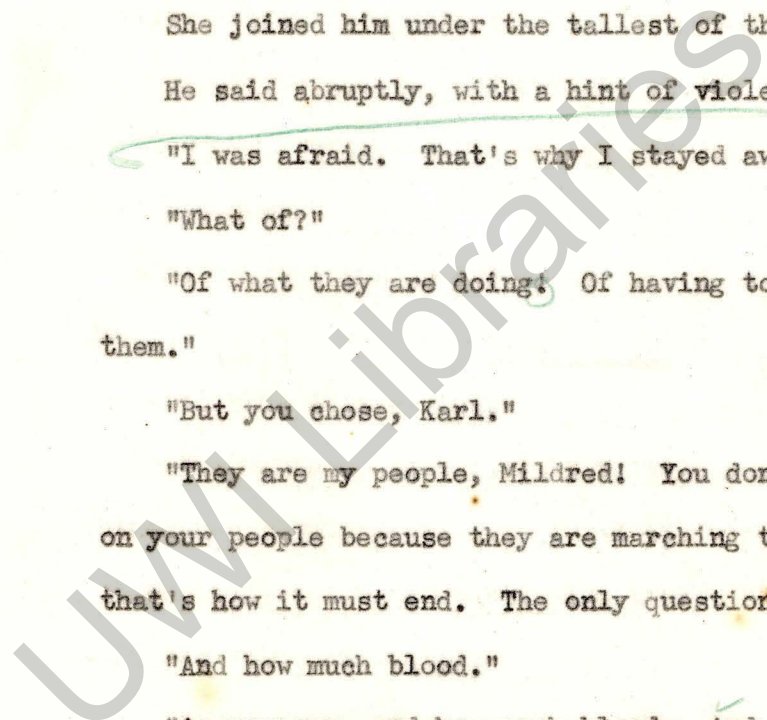 She joined him under the tallest of th
He said abruptly, with a hint of viole
"I was afraid.  That's why I stayed aw
"What of?"
"Of what they are doing!  Of having to
them."
"But you chose, Karl."
"They are my people, Mildred!  You don
on your people because they are marching t
that's how it must end.  The only question
"And how much blood."
UWI Libraries